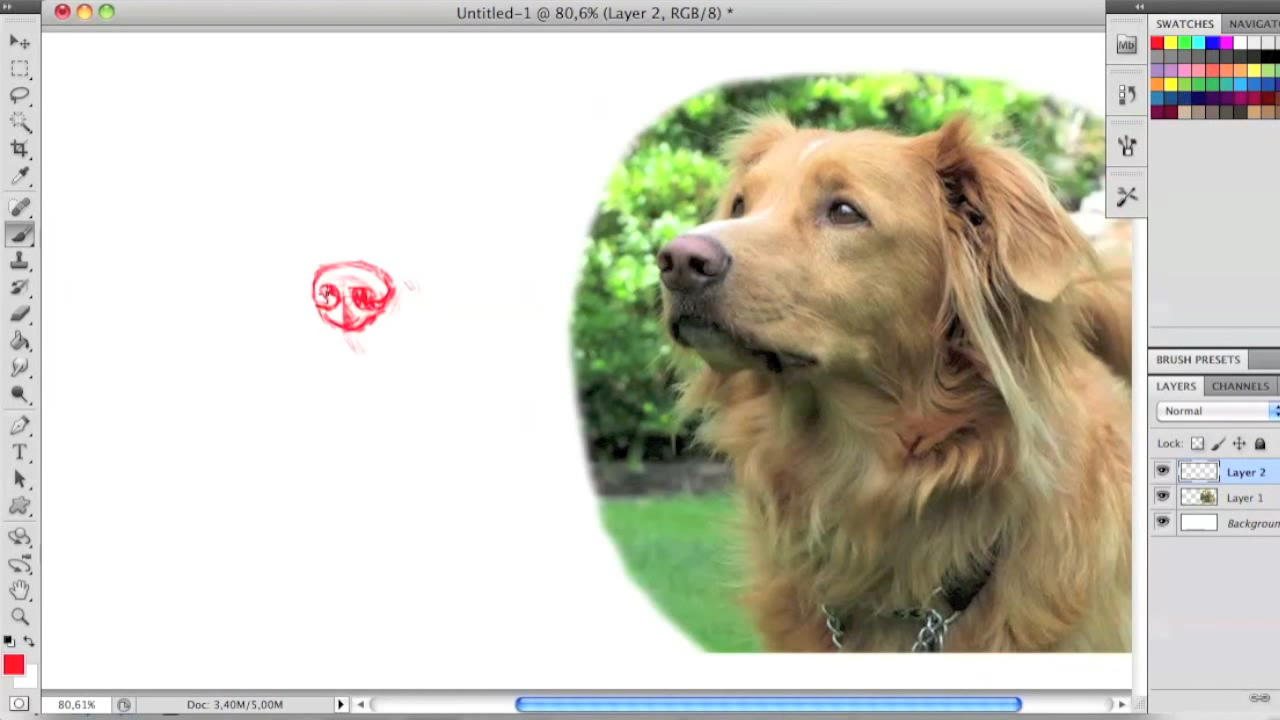 Untitled-1 @ 80,6% (Layer 2, RGB/8) *
Mb
SWATCHES
NAVIGAT
BRUSH PRESETS
LAYERS
CHANNELS
Normal
Lock:
Layer 2
Layer 1
Backgroun
T
80,61%
Doc: 3,40M/5,00M